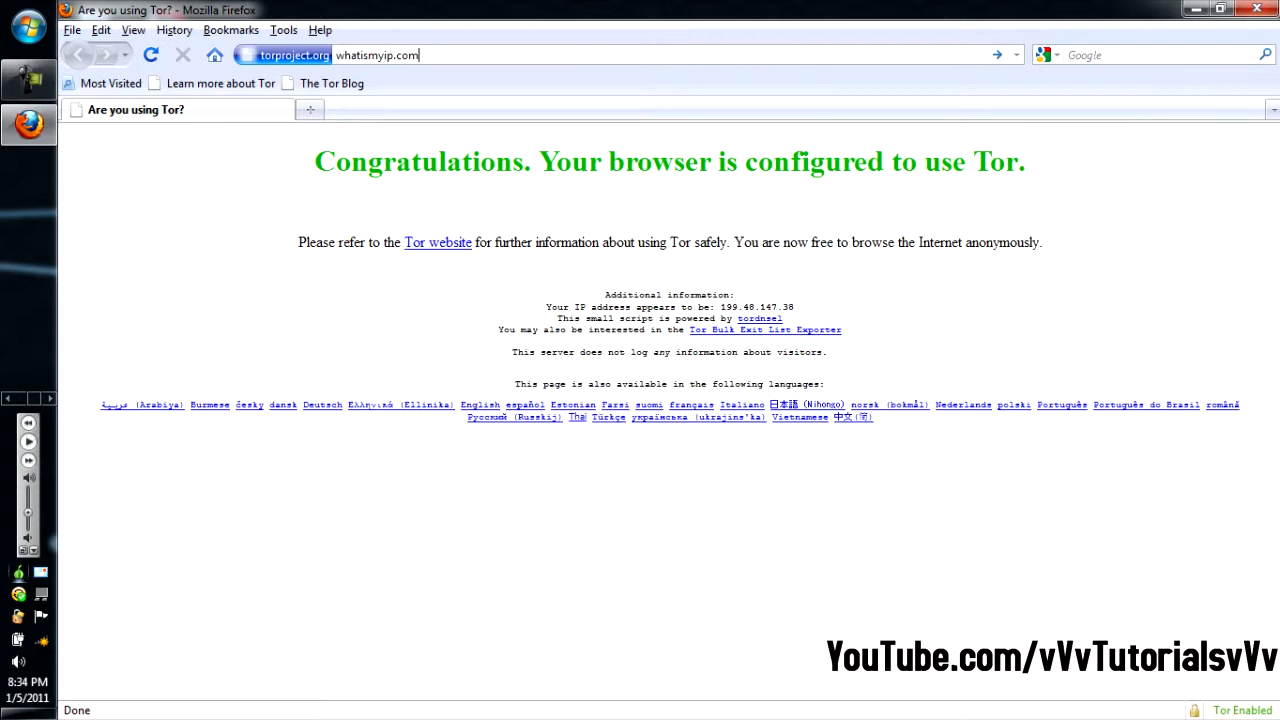 Are you using Tor? - Mozilla Firefox
File Edit View History Bookmarks Tools Help
torproject.org whatismyip.com
Google
Most Visited Learn more about Tor The Tor Blog
Are you using Tor?
Congratulations. Your browser is configured to use Tor.
Please refer to the Tor website for further information about using Tor safely. You are now free to browse the Internet anonymously.
Additional information:
Your IP address appears to be: 199.48.147.38
This small script is powered by tordnsel
You may also be interested in the Tor Bulk Exit List Exporter
This server does not log any information about visitors.
This page is also available in the following languages:
عربية (Arabiya) Burmese česky dansk Deutsch Ελληνικά (Ellinika) English español Estonian Farsi suomi français Italiano 日本語 (Nihongo) norsk (bokmål) Nederlands polski Português Português do Brasil română
Русский (Russkij) Thai Türkçe українська (ukrajins'ka) Vietnamese 中文(简)
8:34 PM
1/5/2011
YouTube.com/vVvTutorialsvVv
Done
Tor Enabled